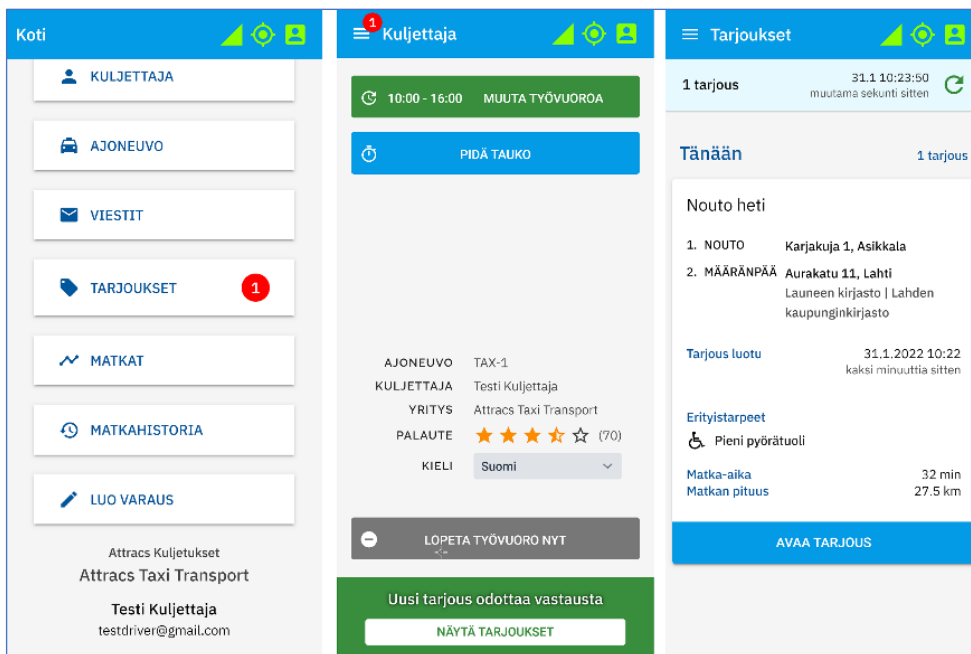 Koti
KULJETTAJA
AJONEUVO
VIESTIT
TARJOUKSET 1
MATKAT
MATKAHISTORIA
LUO VARAUS
Attracs Kuljetukset
Attracs Taxi Transport
Testi Kuljettaja
testdriver@gmail.com
1
Kuljettaja
10:00 - 16:00 MUUTA TYÖVUOROA
PIDÄ TAUKO
AJONEUVO TAX-1
KULJETTAJA Testi Kuljettaja
YRITYS Attracs Taxi Transport
PALAUTE (70)
KIELI Suomi
LOPETA TYÖVUORO NYT
Uusi tarjous odottaa vastausta
NÄYTÄ TARJOUKSET
Tarjoukset
1 tarjous 31.1 10:23:50
muutama sekunti sitten
Tänään 1 tarjous
Nouto heti
1. NOUTO Karjakuja 1, Asikkala
2. MÄÄRÄNPÄÄ Aurakatu 11, Lahti
Launeen kirjasto | Lahden
kaupunginkirjasto
Tarjous luotu 31.1.2022 10:22
kaksi minuuttia sitten
Erityistarpeet
Pieni pyörätuoli
Matka-aika 32 min
Matkan pituus 27.5 km
AVAA TARJOUS